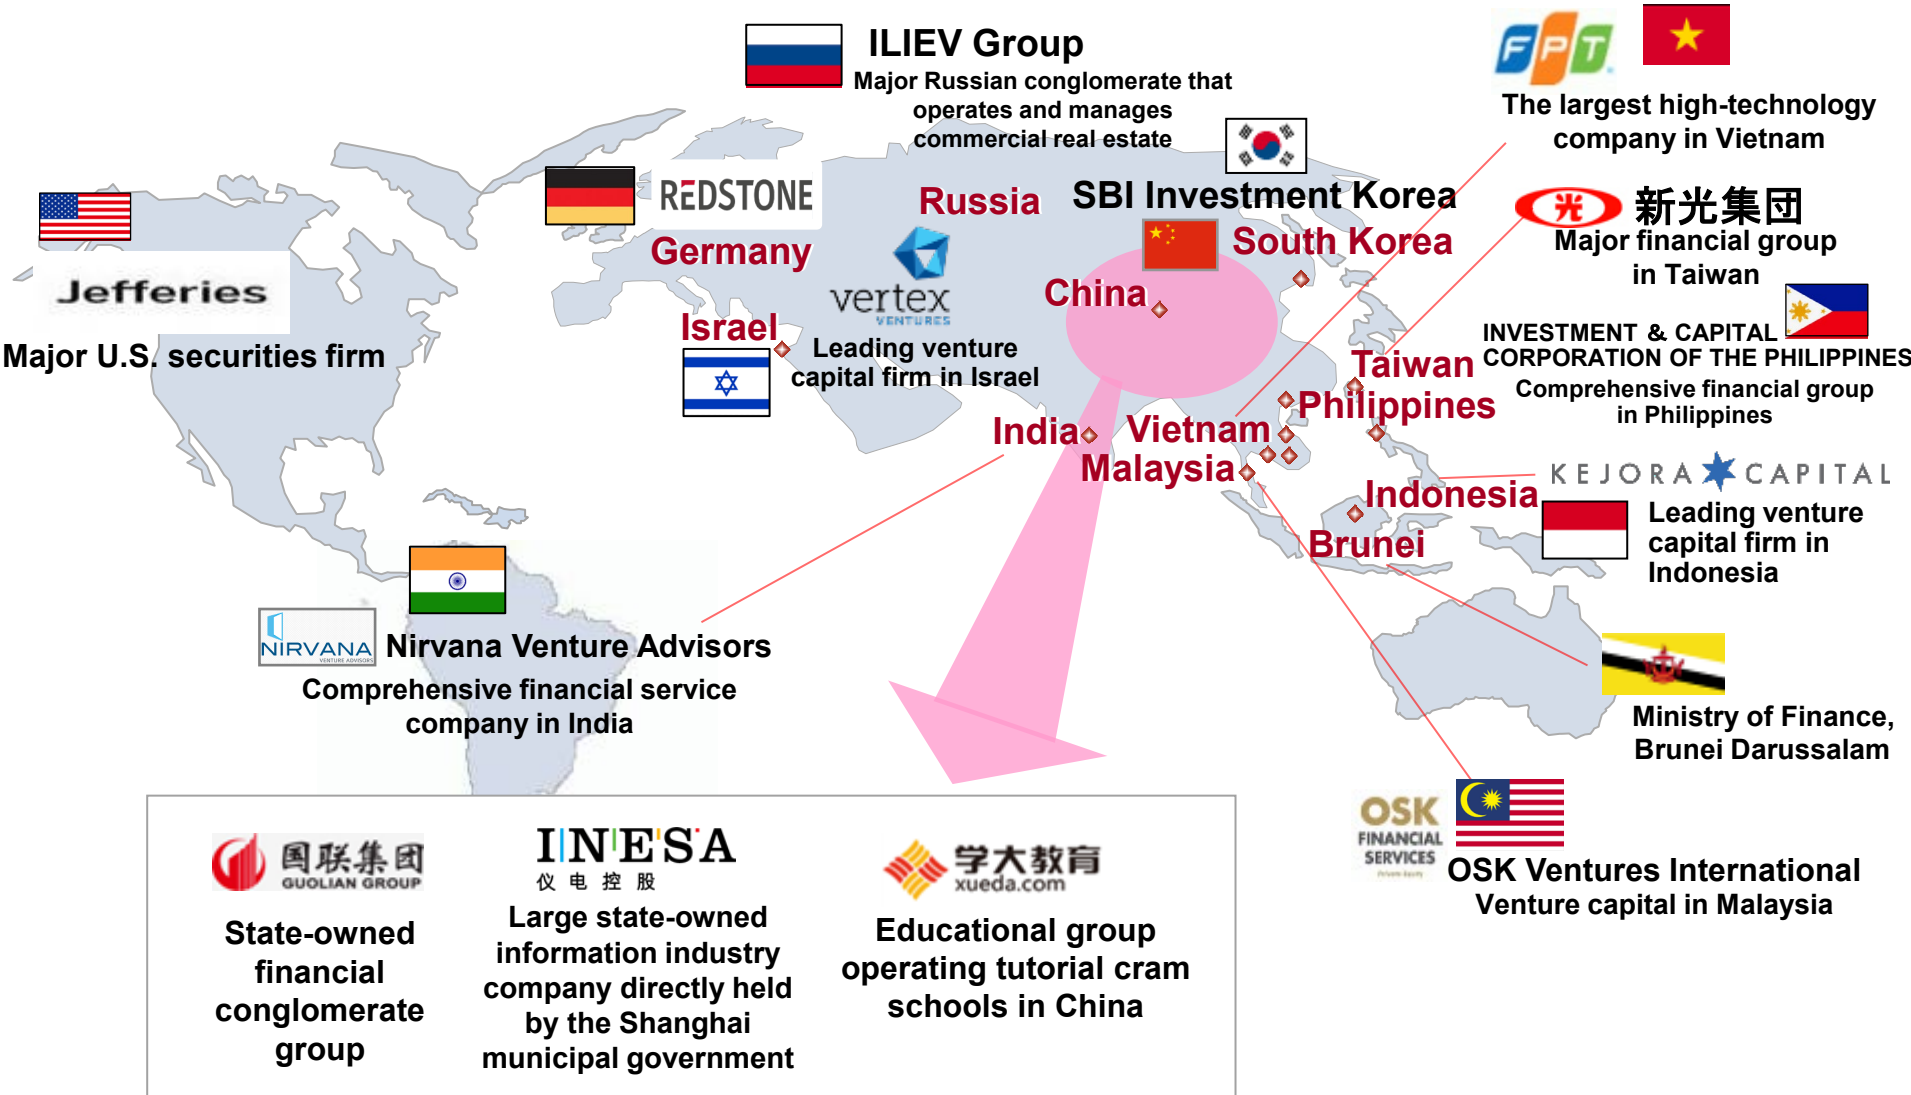 ILIEV Group
Major Russian conglomerate that
operates and manages
commercial real estate
FPT
The largest high-technology
company in Vietnam
REDSTONE
Germany
Russia
SBI Investment Korea
South Korea
新光集団
Major financial group
in Taiwan
光
Jefferies
Major U.S. securities firm
vertex
VENTURES
Leading venture
capital firm in Israel
Israel
China
INVESTMENT & CAPITAL
CORPORATION OF THE PHILIPPINES
Comprehensive financial group
in Philippines
Taiwan
Philippines
India
Vietnam
Malaysia
Indonesia
Brunei
KEJORA CAPITAL
Leading venture
capital firm in
Indonesia
NIRVANA
VENTURE ADVISORS
Nirvana Venture Advisors
Comprehensive financial service
company in India
Ministry of Finance,
Brunei Darussalam
OSK
FINANCIAL
SERVICES
Private Equity
OSK Ventures International
Venture capital in Malaysia
国联集团
GUOLIAN GROUP
State-owned
financial
conglomerate
group
INESA
仪电控股
Large state-owned
information industry
company directly held
by the Shanghai
municipal government
学大教育
xueda.com
Educational group
operating tutorial cram
schools in China